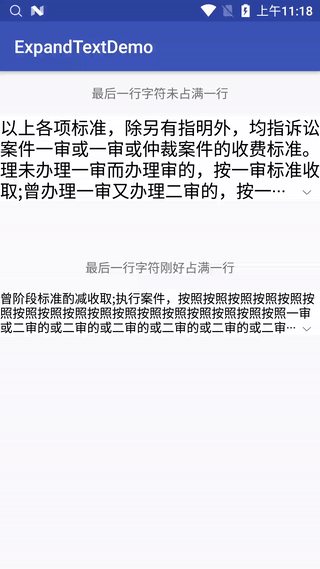 上午11:18
ExpandTextDemo
最后一行字符未占满一行
以上各项标准，除另有指明外，均指诉讼
案件一审或一审或仲裁案件的收费标准。
理未办理一审而办理审的，按一审标准收
取;曾办理一审又办理二审的，按一…
最后一行字符刚好占满一行
曾阶段标准酌减收取;执行案件，按照按照按照按照按照按
照按照按照按照按照按照按照按照按照按照按照按照一审
或二审的或二审的或二审的或二审的或二审的或二审…